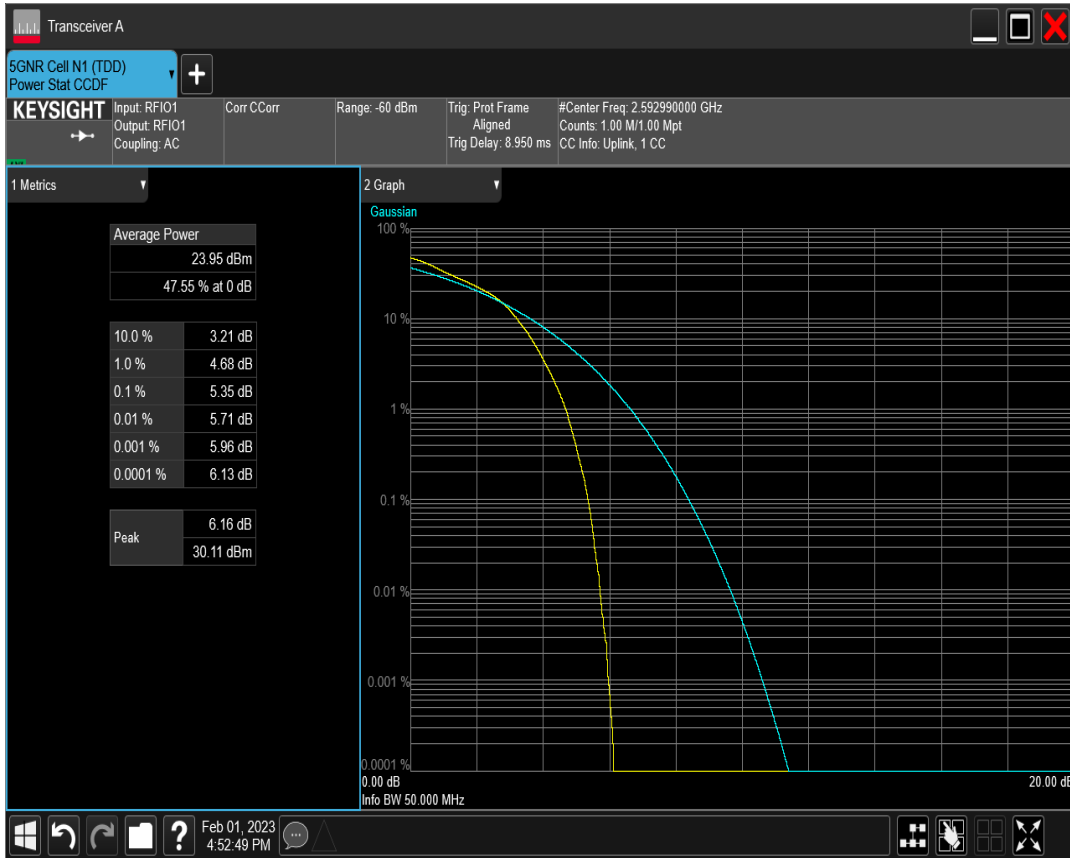 Transceiver A
5GNR Cell N1 (TDD)
Power Stat CCDF
KEYSIGHT
Input: RFIO1
Output: RFIO1
Coupling: AC
Corr CCorr
Range: -60 dBm
Trig: Prot Frame
Aligned
Trig Delay: 8.950 ms
#Center Freq: 2.592990000 GHz
Counts: 1.00 M/1.00 Mpt
CC Info: Uplink, 1 CC
1 Metrics
Average Power
23.95 dBm
47.55 % at 0 dB
10.0 % 3.21 dB
1.0 % 4.68 dB
0.1 % 5.35 dB
0.01 % 5.71 dB
0.001 % 5.96 dB
0.0001 % 6.13 dB
Peak
6.16 dB
30.11 dBm
2 Graph
Gaussian
100 %
10 %
1 %
0.1 %
0.01 %
0.001 %
0.0001 %
0.00 dB
20.00 dB
Info BW 50.000 MHz
Feb 01, 2023
4:52:49 PM